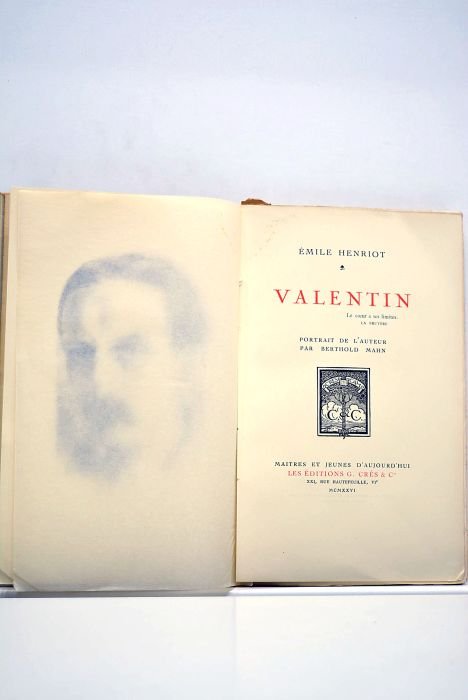 ÉMILE HENRIOT
VALENTIN
Le cœur a ses limites.
LA BRUYÈRE
PORTRAIT DE L'AUTEUR
PAR BERTHOLD MAHN
C. & C.
MAITRES ET JEUNES D'AUJOURD'HUI
LES ÉDITIONS G. CRÈS & Cie
XXI, RUE HAUTEFEUILLE, VIe
MCMXXVI